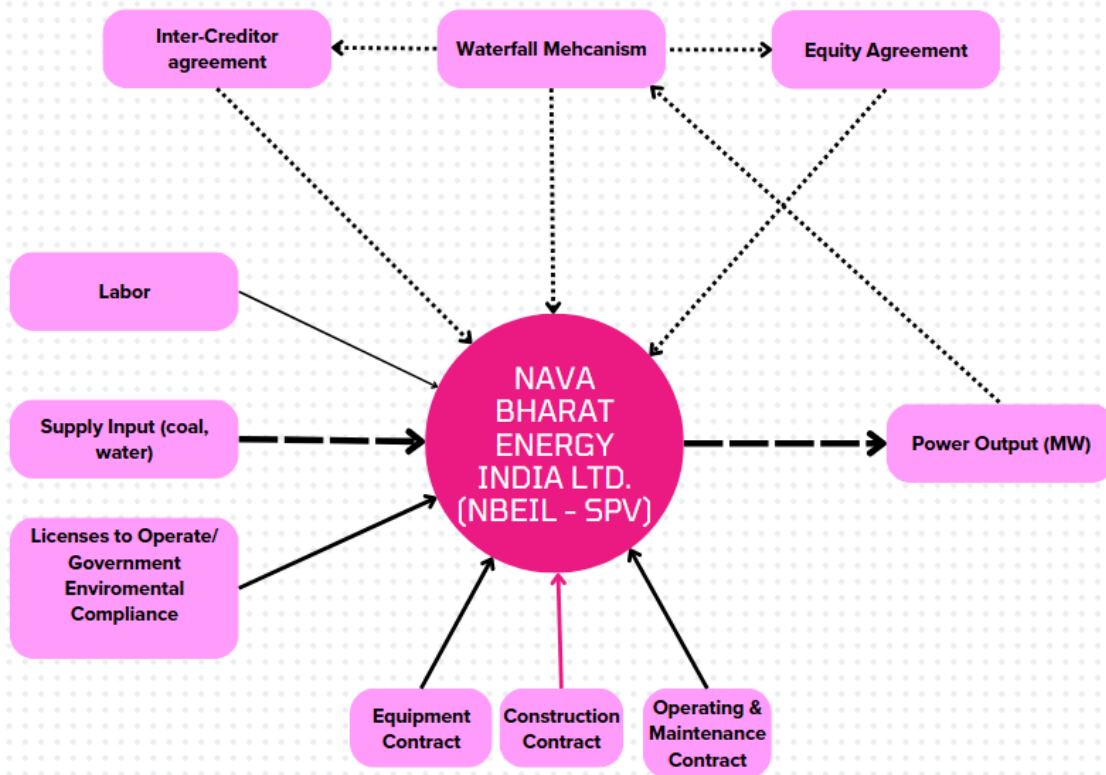 Inter-Creditor
agreement
Waterfall Mehcanism
Equity Agreement
Labor
NAVA
BHARAT
ENERGY
INDIA LTD.
(NBEIL - SPV)
Supply Input (coal,
water)
Power Output (MW)
Licenses to Operate/
Government
Enviromental
Compliance
Equipment
Contract
Construction
Contract
Operating &
Maintenance
Contract